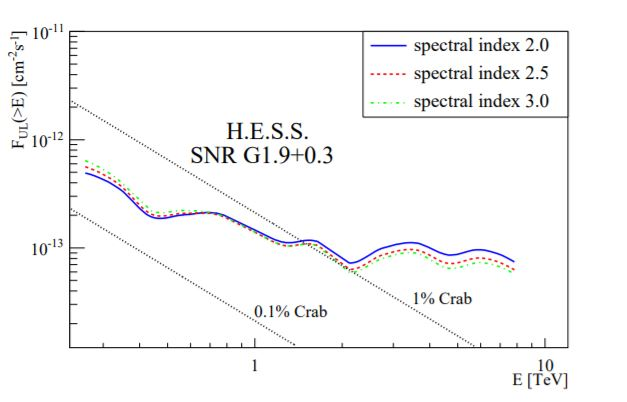 10⁻¹¹
F_UL(>E) [cm⁻²s⁻¹]
spectral index 2.0
spectral index 2.5
spectral index 3.0
H.E.S.S.
SNR G1.9+0.3
10⁻¹²
10⁻¹³
0.1% Crab
1% Crab
1
10
E [TeV]